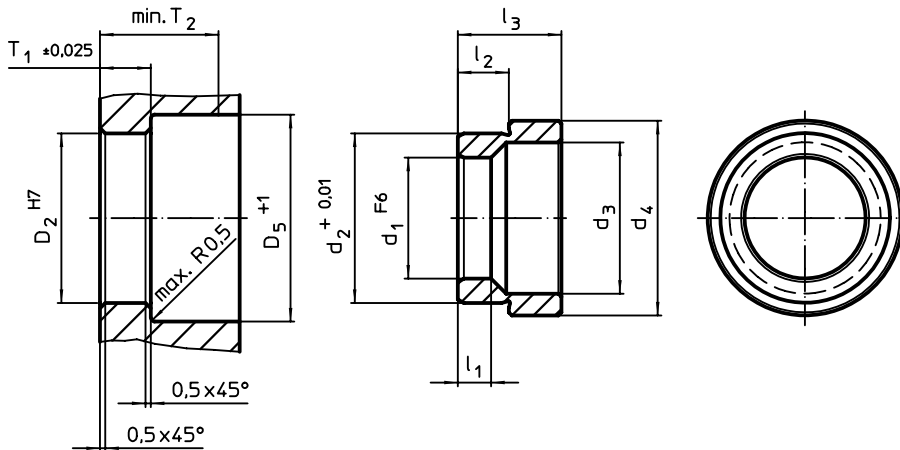 min. T2
T1 ±0,025
D2 H7
D5 +1
max. R0,5
0,5x45°
0,5x45°
l3
l2
d2 + 0,01
d1 F6
d3
d4
l1